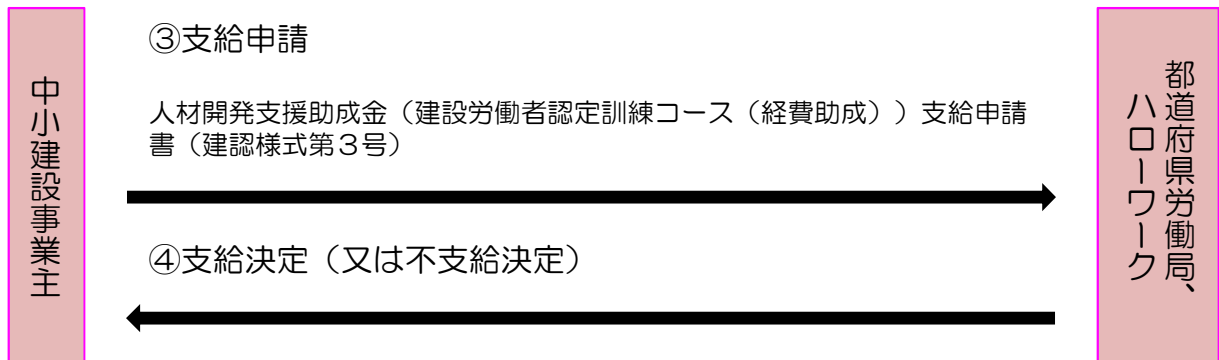 中小建設事業主
③支給申請
人材開発支援助成金（建設労働者認定訓練コース（経費助成））支給申請
書（建認様式第３号）
④支給決定（又は不支給決定）
都道府県労働局、
ハローワーク